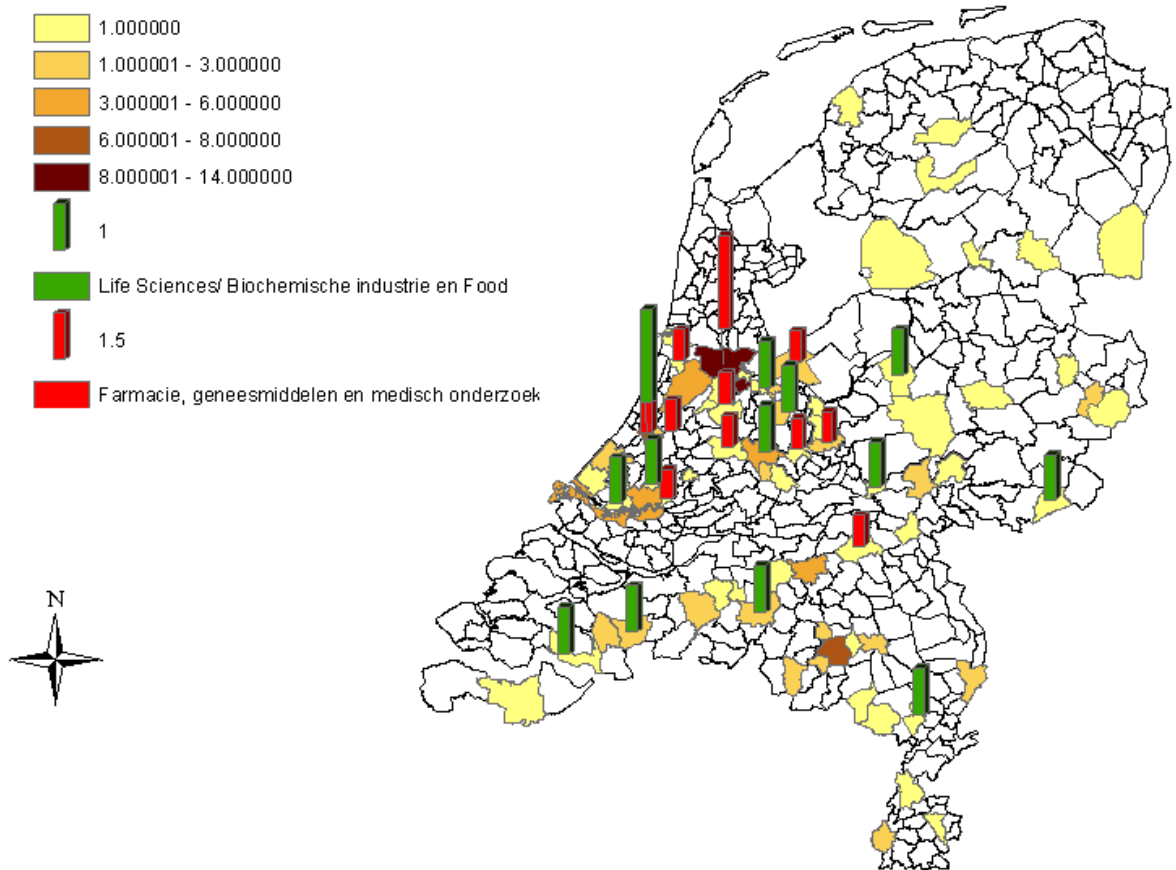 1.000000
1.000001 - 3.000000
3.000001 - 6.000000
6.000001 - 8.000000
8.000001 - 14.000000
1
Life Sciences/ Biochemische industrie en Food
1.5
Farmacie, geneesmiddelen en medisch onderzoek
N